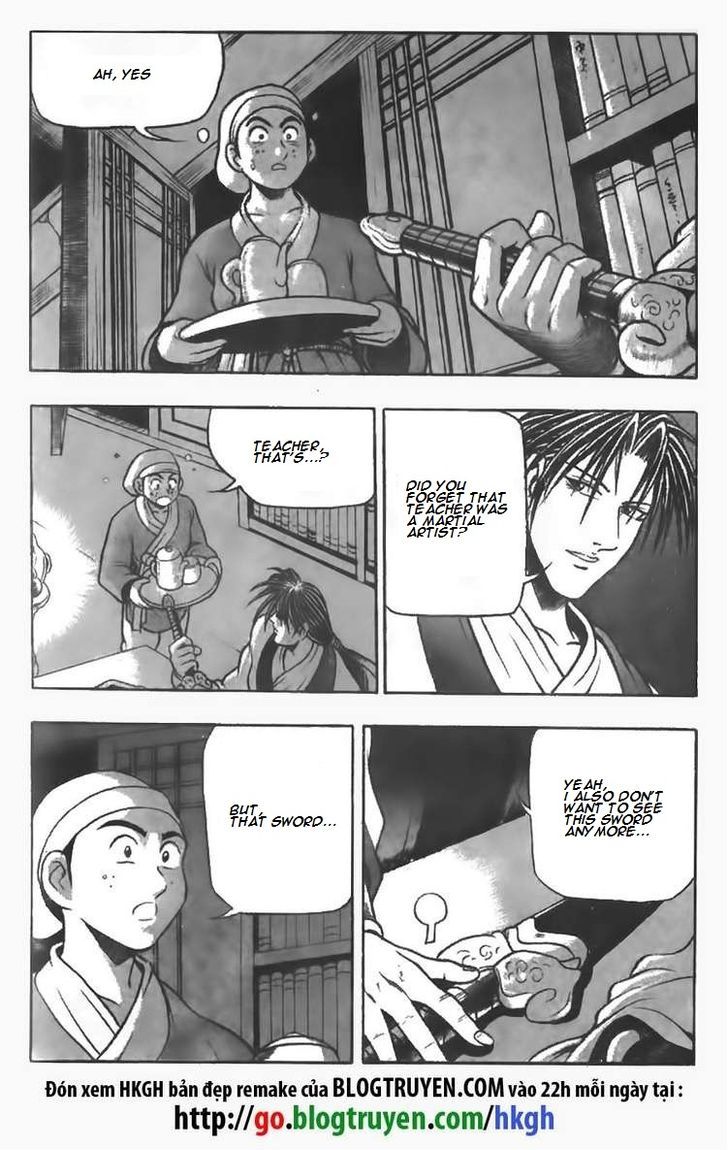 AH, YES
TEACHER,
THAT'S...?
DID YOU
FORGET THAT
TEACHER WAS
A MARTIAL
ARTIST?
BUT,
THAT SWORD...
YEAH,
I ALSO DON'T
WANT TO SEE
THIS SWORD
ANYMORE...
Đón xem HKGH bản đẹp remake của BLOGTRUYEN.COM vào 22h mỗi ngày tại :
http://go.blogtruyen.com/hkgh